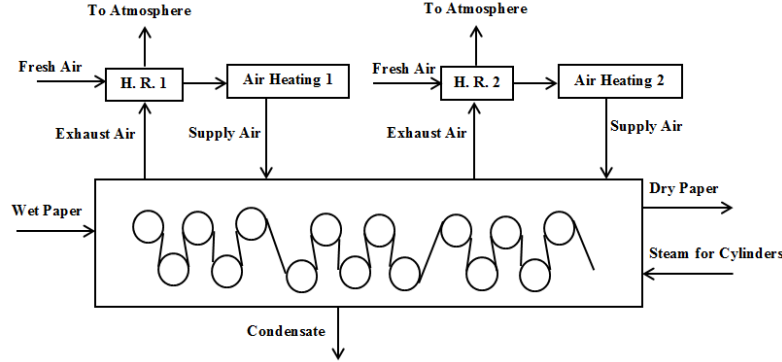 To Atmosphere
To Atmosphere
Fresh Air
H. R. 1
Air Heating 1
Fresh Air
H. R. 2
Air Heating 2
Exhaust Air
Supply Air
Exhaust Air
Supply Air
Wet Paper
Dry Paper
Steam for Cylinders
Condensate